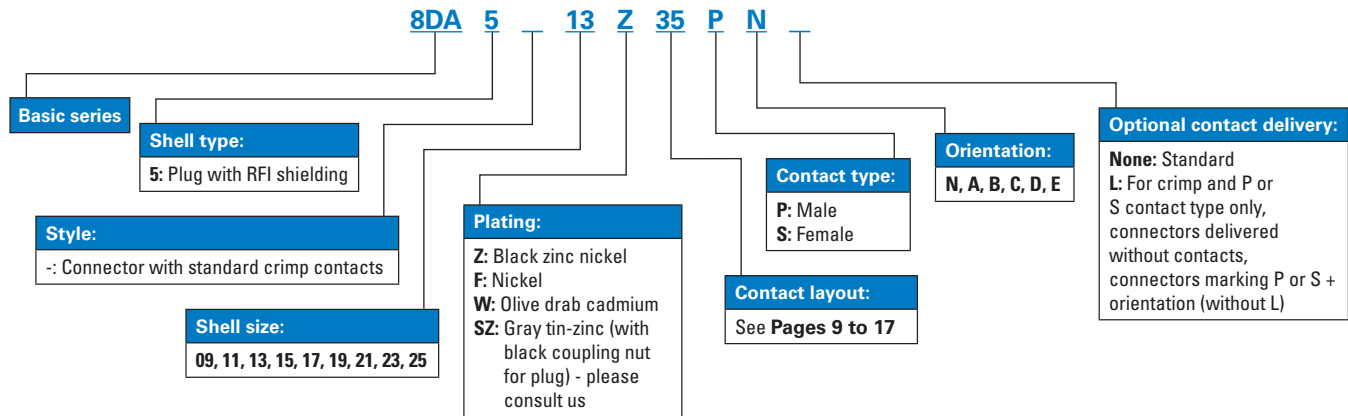 8DA 5 _ 13 Z 35 P N _
Basic series
Shell type:
5: Plug with RFI shielding
Style:
-: Connector with standard crimp contacts
Shell size:
09, 11, 13, 15, 17, 19, 21, 23, 25
Plating:
Z: Black zinc nickel
F: Nickel
W: Olive drab cadmium
SZ: Gray tin-zinc (with
black coupling nut
for plug) - please
consult us
Contact layout:
See Pages 9 to 17
Contact type:
P: Male
S: Female
Orientation:
N, A, B, C, D, E
Optional contact delivery:
None: Standard
L: For crimp and P or
S contact type only,
connectors delivered
without contacts,
connectors marking P or S +
orientation (without L)